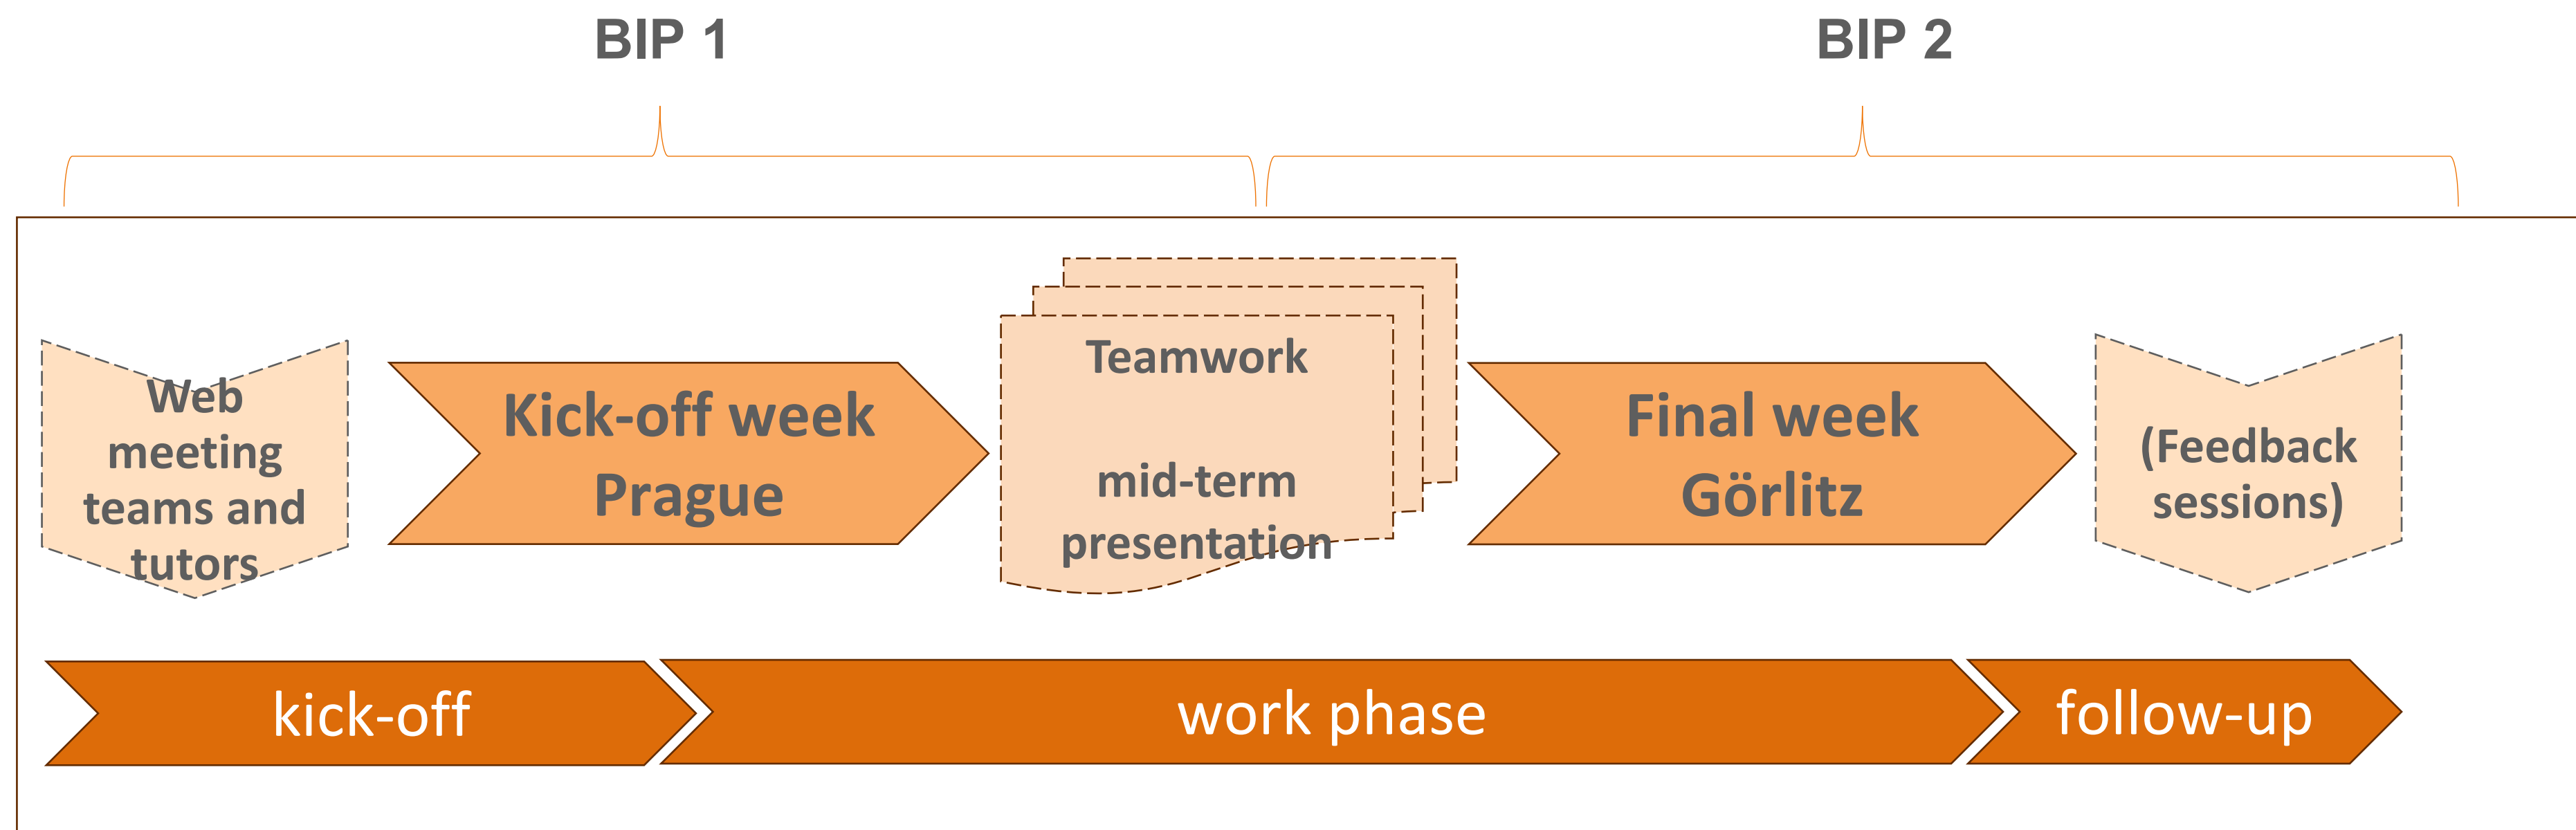 BIP 1
BIP 2
Web
meeting
teams and
tutors
Kick-off week
Prague
Teamwork
mid-term
presentation
Final week
Görlitz
(Feedback
sessions)
kick-off
work phase
follow-up